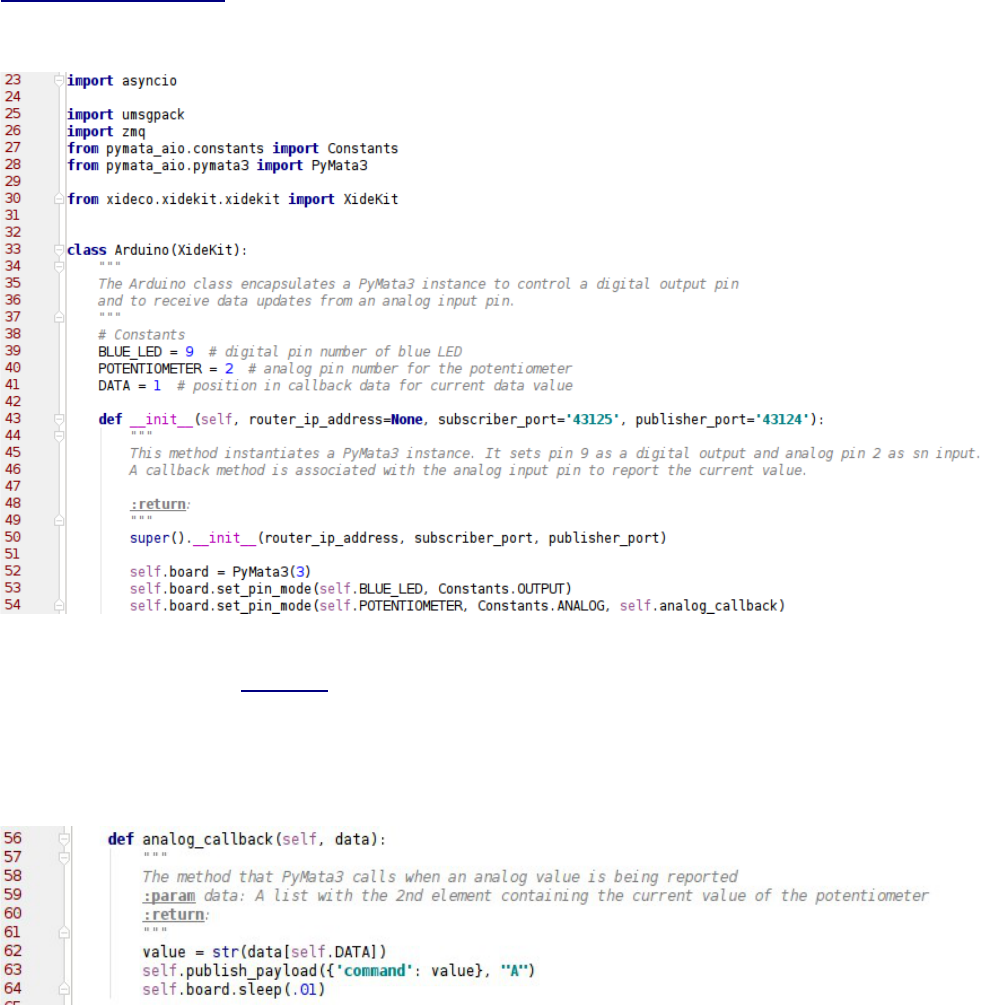 23 import asyncio
24
25 import umsgpack
26 import zmq
27 from pymata_aio.constants import Constants
28 from pymata_aio.pymata3 import PyMata3
29
30 from xideco.xidekit.xidekit import XideKit
31
32
33 class Arduino(XideKit):
34 """
35 The Arduino class encapsulates a PyMata3 instance to control a digital output pin
36 and to receive data updates from an analog input pin.
37 """
38 # Constants
39 BLUE_LED = 9  # digital pin number of blue LED
40 POTENTIOMETER = 2  # analog pin number for the potentiometer
41 DATA = 1  # position in callback data for current data value
42
43 def __init__(self, router_ip_address=None, subscriber_port='43125', publisher_port='43124'):
44 """
45 This method instantiates a PyMata3 instance. It sets pin 9 as a digital output and analog pin 2 as sn input.
46 A callback method is associated with the analog input pin to report the current value.
47
48 :return:
49 """
50 super().__init__(router_ip_address, subscriber_port, publisher_port)
51
52 self.board = PyMata3(3)
53 self.board.set_pin_mode(self.BLUE_LED, Constants.OUTPUT)
54 self.board.set_pin_mode(self.POTENTIOMETER, Constants.ANALOG, self.analog_callback)
56 def analog_callback(self, data):
57 """
58 The method that PyMata3 calls when an analog value is being reported
59 :param data: A list with the 2nd element containing the current value of the potentiometer
60 :return:
61 """
62 value = str(data[self.DATA])
63 self.publish_payload({'command': value}, "A")
64 self.board.sleep(.01)